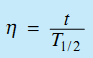 η = t / T₁/₂